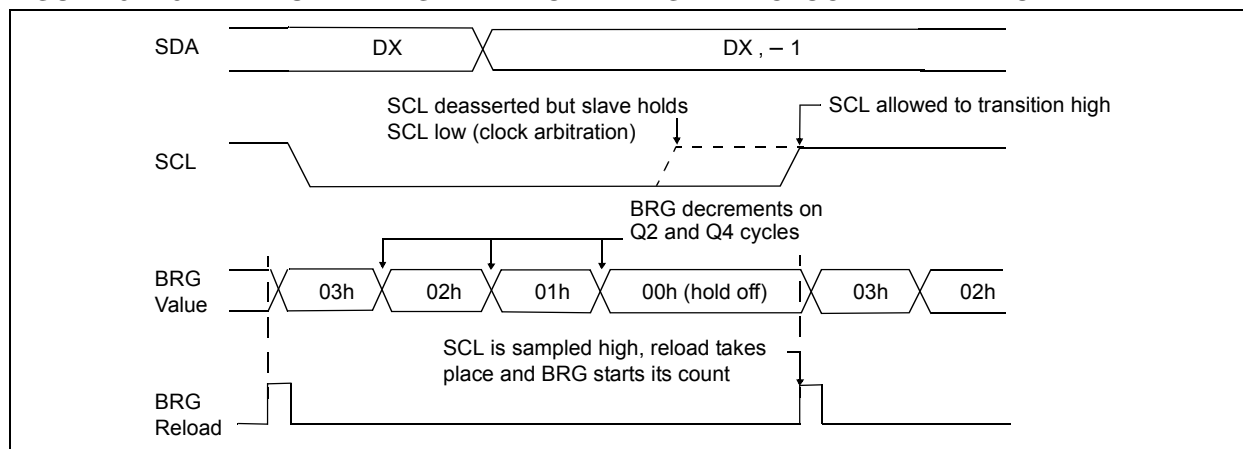 SDA
DX
DX , – 1
SCL deasserted but slave holds
SCL low (clock arbitration)
SCL allowed to transition high
SCL
BRG decrements on
Q2 and Q4 cycles
BRG
Value
03h
02h
01h
00h (hold off)
03h
02h
SCL is sampled high, reload takes
place and BRG starts its count
BRG
Reload